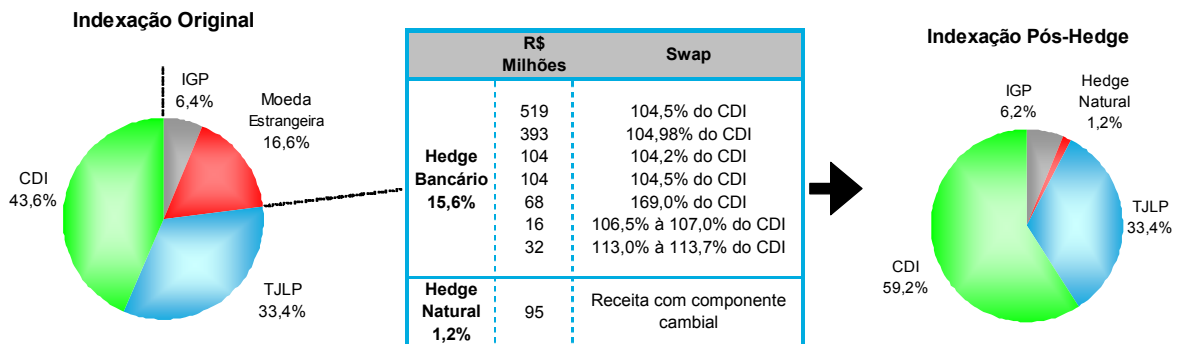 Indexação Original
IGP
6,4%
Moeda
Estrangeira
16,6%
CDI
43,6%
TJLP
33,4%
R$
Milhões
Swap
Hedge
Bancário
15,6%
519 104,5% do CDI
393 104,98% do CDI
104 104,2% do CDI
104 104,5% do CDI
68 169,0% do CDI
16 106,5% à 107,0% do CDI
32 113,0% à 113,7% do CDI
Hedge
Natural
1,2%
95
Receita com componente
cambial
Indexação Pós-Hedge
IGP
6,2%
Hedge
Natural
1,2%
TJLP
33,4%
CDI
59,2%